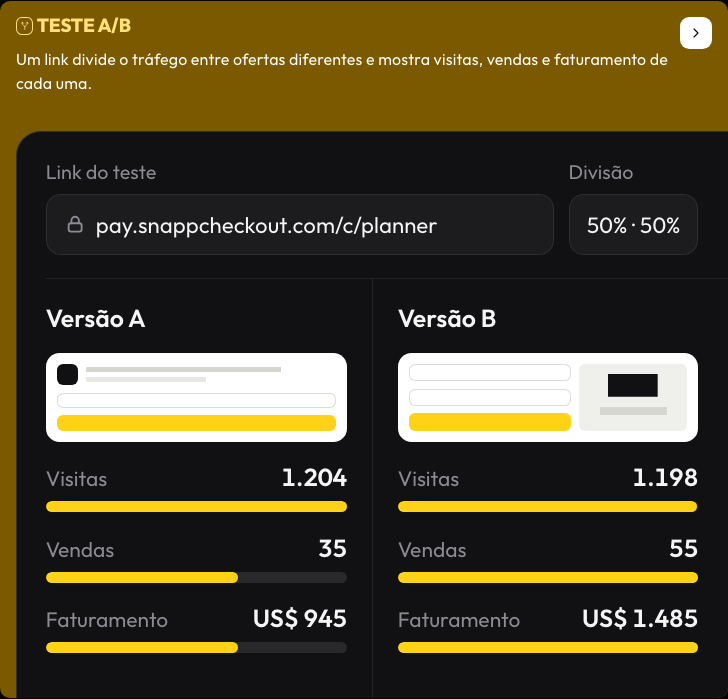 TESTE A/B
Um link divide o tráfego entre ofertas diferentes e mostra visitas, vendas e faturamento de
cada uma.
Link do teste
Divisão
pay.snappcheckout.com/c/planner
50% · 50%
Versão A
Versão B
Visitas 1.204
Visitas 1.198
Vendas 35
Vendas 55
Faturamento US$ 945
Faturamento US$ 1.485